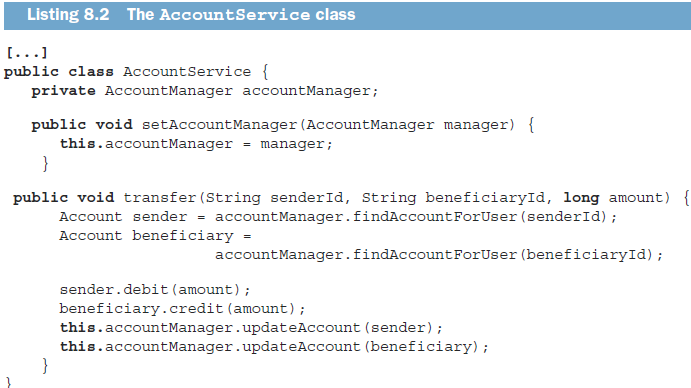 Listing 8.2 The AccountService class
[...]
public class AccountService {
private AccountManager accountManager;
public void setAccountManager(AccountManager manager) {
this.accountManager = manager;
}
public void transfer(String senderId, String beneficiaryId, long amount) {
Account sender = accountManager.findAccountForUser(senderId);
Account beneficiary =
accountManager.findAccountForUser(beneficiaryId);
sender.debit(amount);
beneficiary.credit(amount);
this.accountManager.updateAccount(sender);
this.accountManager.updateAccount(beneficiary);
}
}